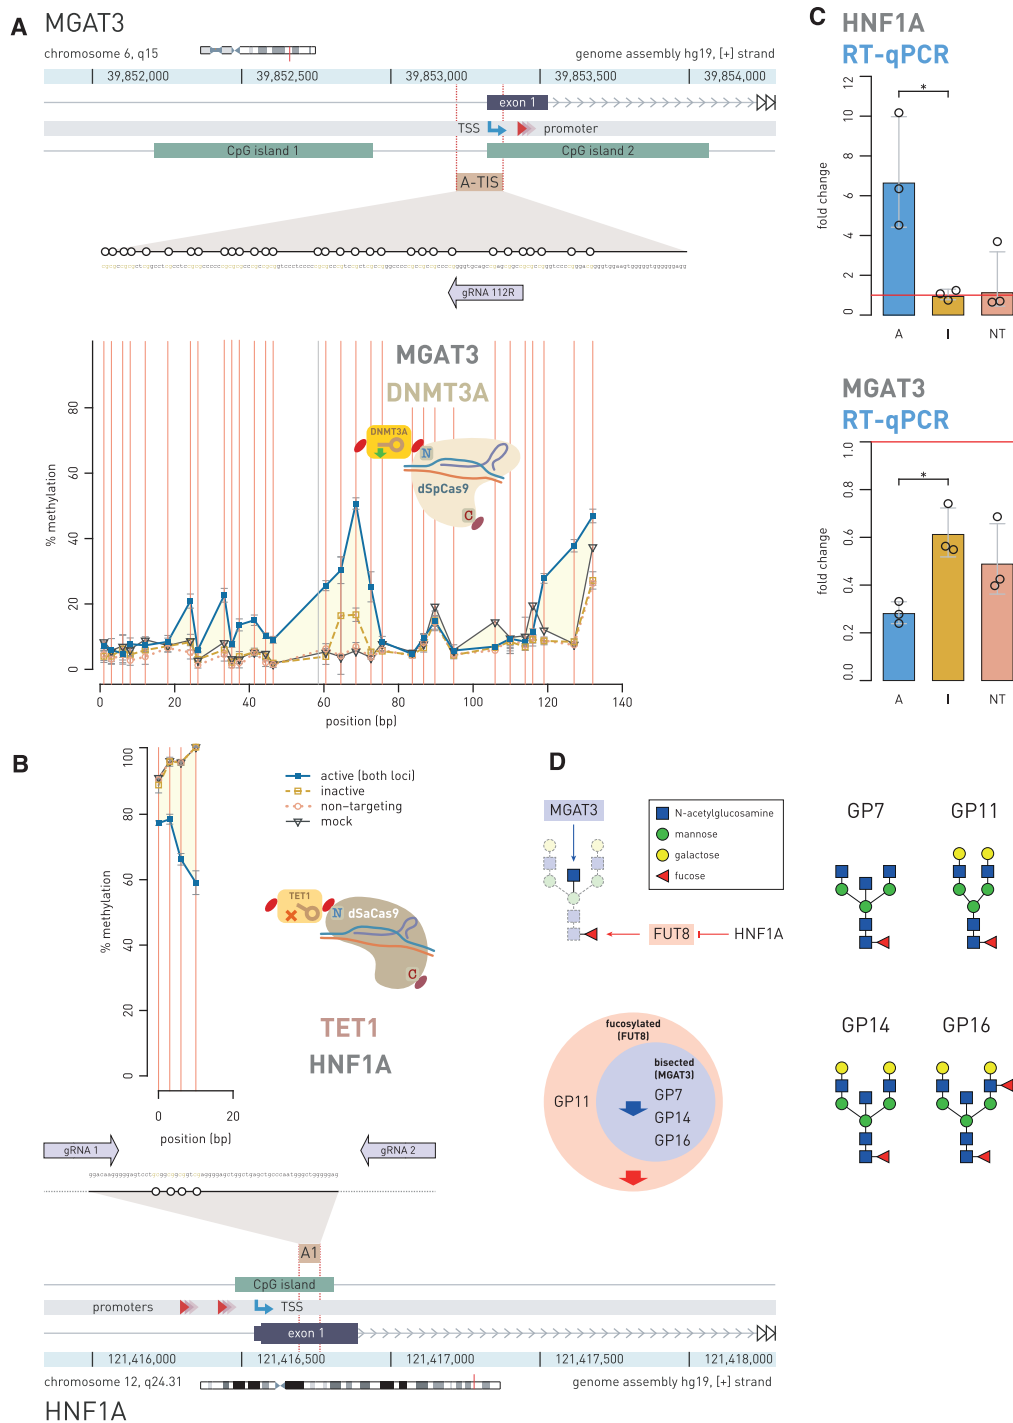 A
MGAT3
chromosome 6, q15
genome assembly hg19, [+] strand
39,852,000
39,852,500
39,853,000
39,853,500
39,854,000
exon 1
TSS
promoter
CpG island 1
CpG island 2
A-TIS
gRNA 112R
MGAT3
DNMT3A
DNMT3A
N
dSpCas9
C
% methylation
80
60
40
20
0
0
20
40
60
80
100
120
140
position (bp)
B
100
80
60
40
20
0
% methylation
0
20
position (bp)
active (both loci)
inactive
non-targeting
mock
TET1
N
dSaCas9
C
TET1
HNF1A
gRNA 1
gRNA 2
A1
CpG island
promoters
TSS
exon 1
121,416,000
121,416,500
121,417,000
121,417,500
121,418,000
chromosome 12, q24.31
genome assembly hg19, [+] strand
HNF1A
C
HNF1A
RT-qPCR
fold change
12
10
8
6
4
2
0
*
A
I
NT
MGAT3
RT-qPCR
fold change
1.0
0.8
0.6
0.4
0.2
0.0
*
A
I
NT
D
MGAT3
N-acetylglucosamine
mannose
galactose
fucose
FUT8
HNF1A
GP7
GP11
GP14
GP16
fucosylated
(FUT8)
bisected
(MGAT3)
GP11
GP7
GP14
GP16